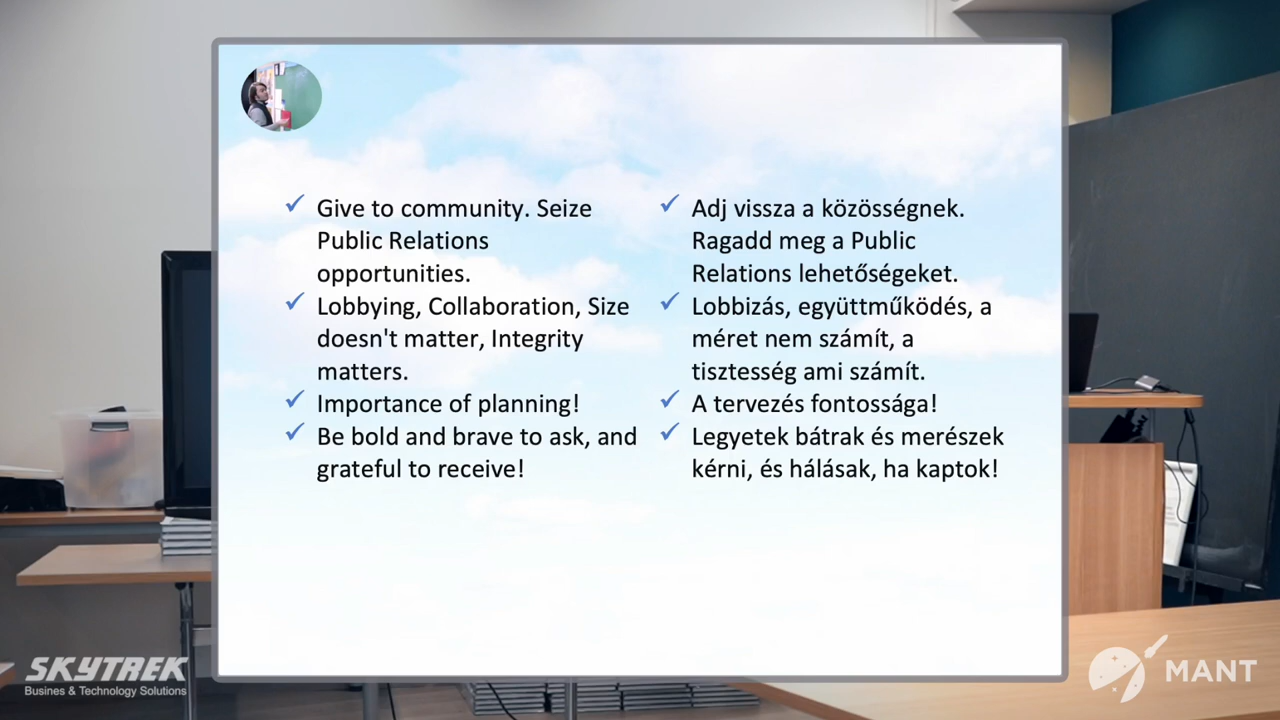 Give to community. Seize
Public Relations
opportunities.
Lobbying, Collaboration, Size
doesn't matter, Integrity
matters.
Importance of planning!
Be bold and brave to ask, and
grateful to receive!
Adj vissza a közösségnek.
Ragadd meg a Public
Relations lehetőségeket.
Lobbizás, együttműködés, a
méret nem számít, a
tisztesség ami számít.
A tervezés fontossága!
Legyetek bátrak és merészek
kérni, és hálásak, ha kaptok!
SKYTREK
Busines & Technology Solutions
MANT